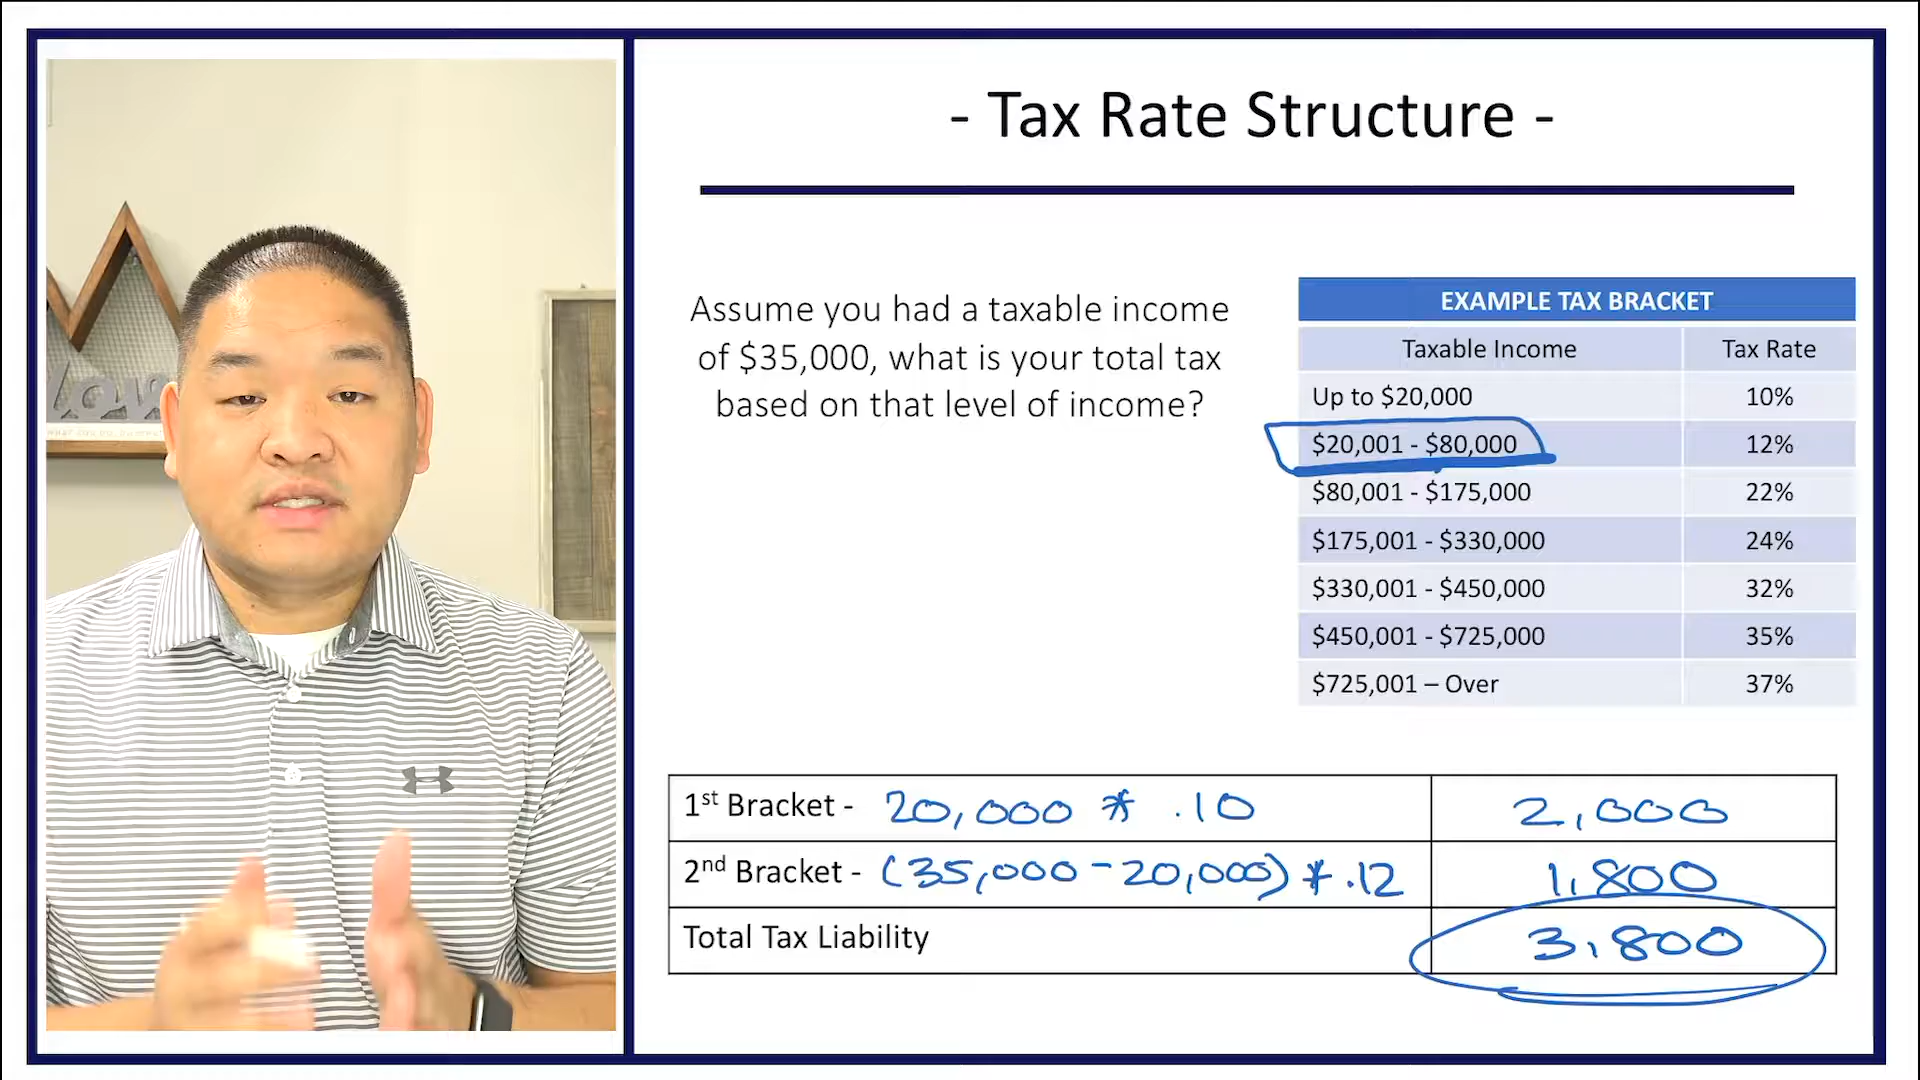 - Tax Rate Structure -
Assume you had a taxable income
of $35,000, what is your total tax
based on that level of income?
EXAMPLE TAX BRACKET
Taxable Income Tax Rate
Up to $20,000 10%
$20,001 - $80,000 12%
$80,001 - $175,000 22%
$175,001 - $330,000 24%
$330,001 - $450,000 32%
$450,001 - $725,000 35%
$725,001 – Over 37%
1st Bracket - 20,000 * .10 2,000
2nd Bracket - (35,000 - 20,000) * .12 1,800
Total Tax Liability 3,800
love